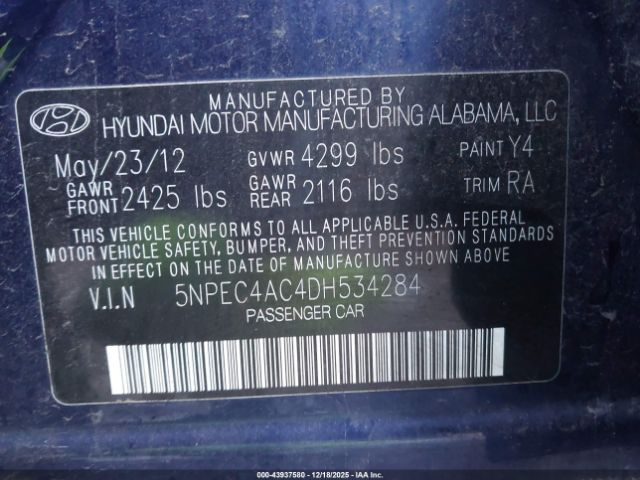 MANUFACTURED BY
HYUNDAI MOTOR MANUFACTURING ALABAMA, LLC
May/23/12 GVWR 4299 lbs PAINT Y4
GAWR FRONT 2425 lbs GAWR REAR 2116 lbs TRIM RA
THIS VEHICLE CONFORMS TO ALL APPLICABLE U.S.A. FEDERAL
MOTOR VEHICLE SAFETY, BUMPER, AND THEFT PREVENTION STANDARDS
IN EFFECT ON THE DATE OF MANUFACTURE SHOWN ABOVE
V.I.N 5NPEC4AC4DH534284
PASSENGER CAR
000-43937580 - 12/18/2025 - IAAI, Inc.